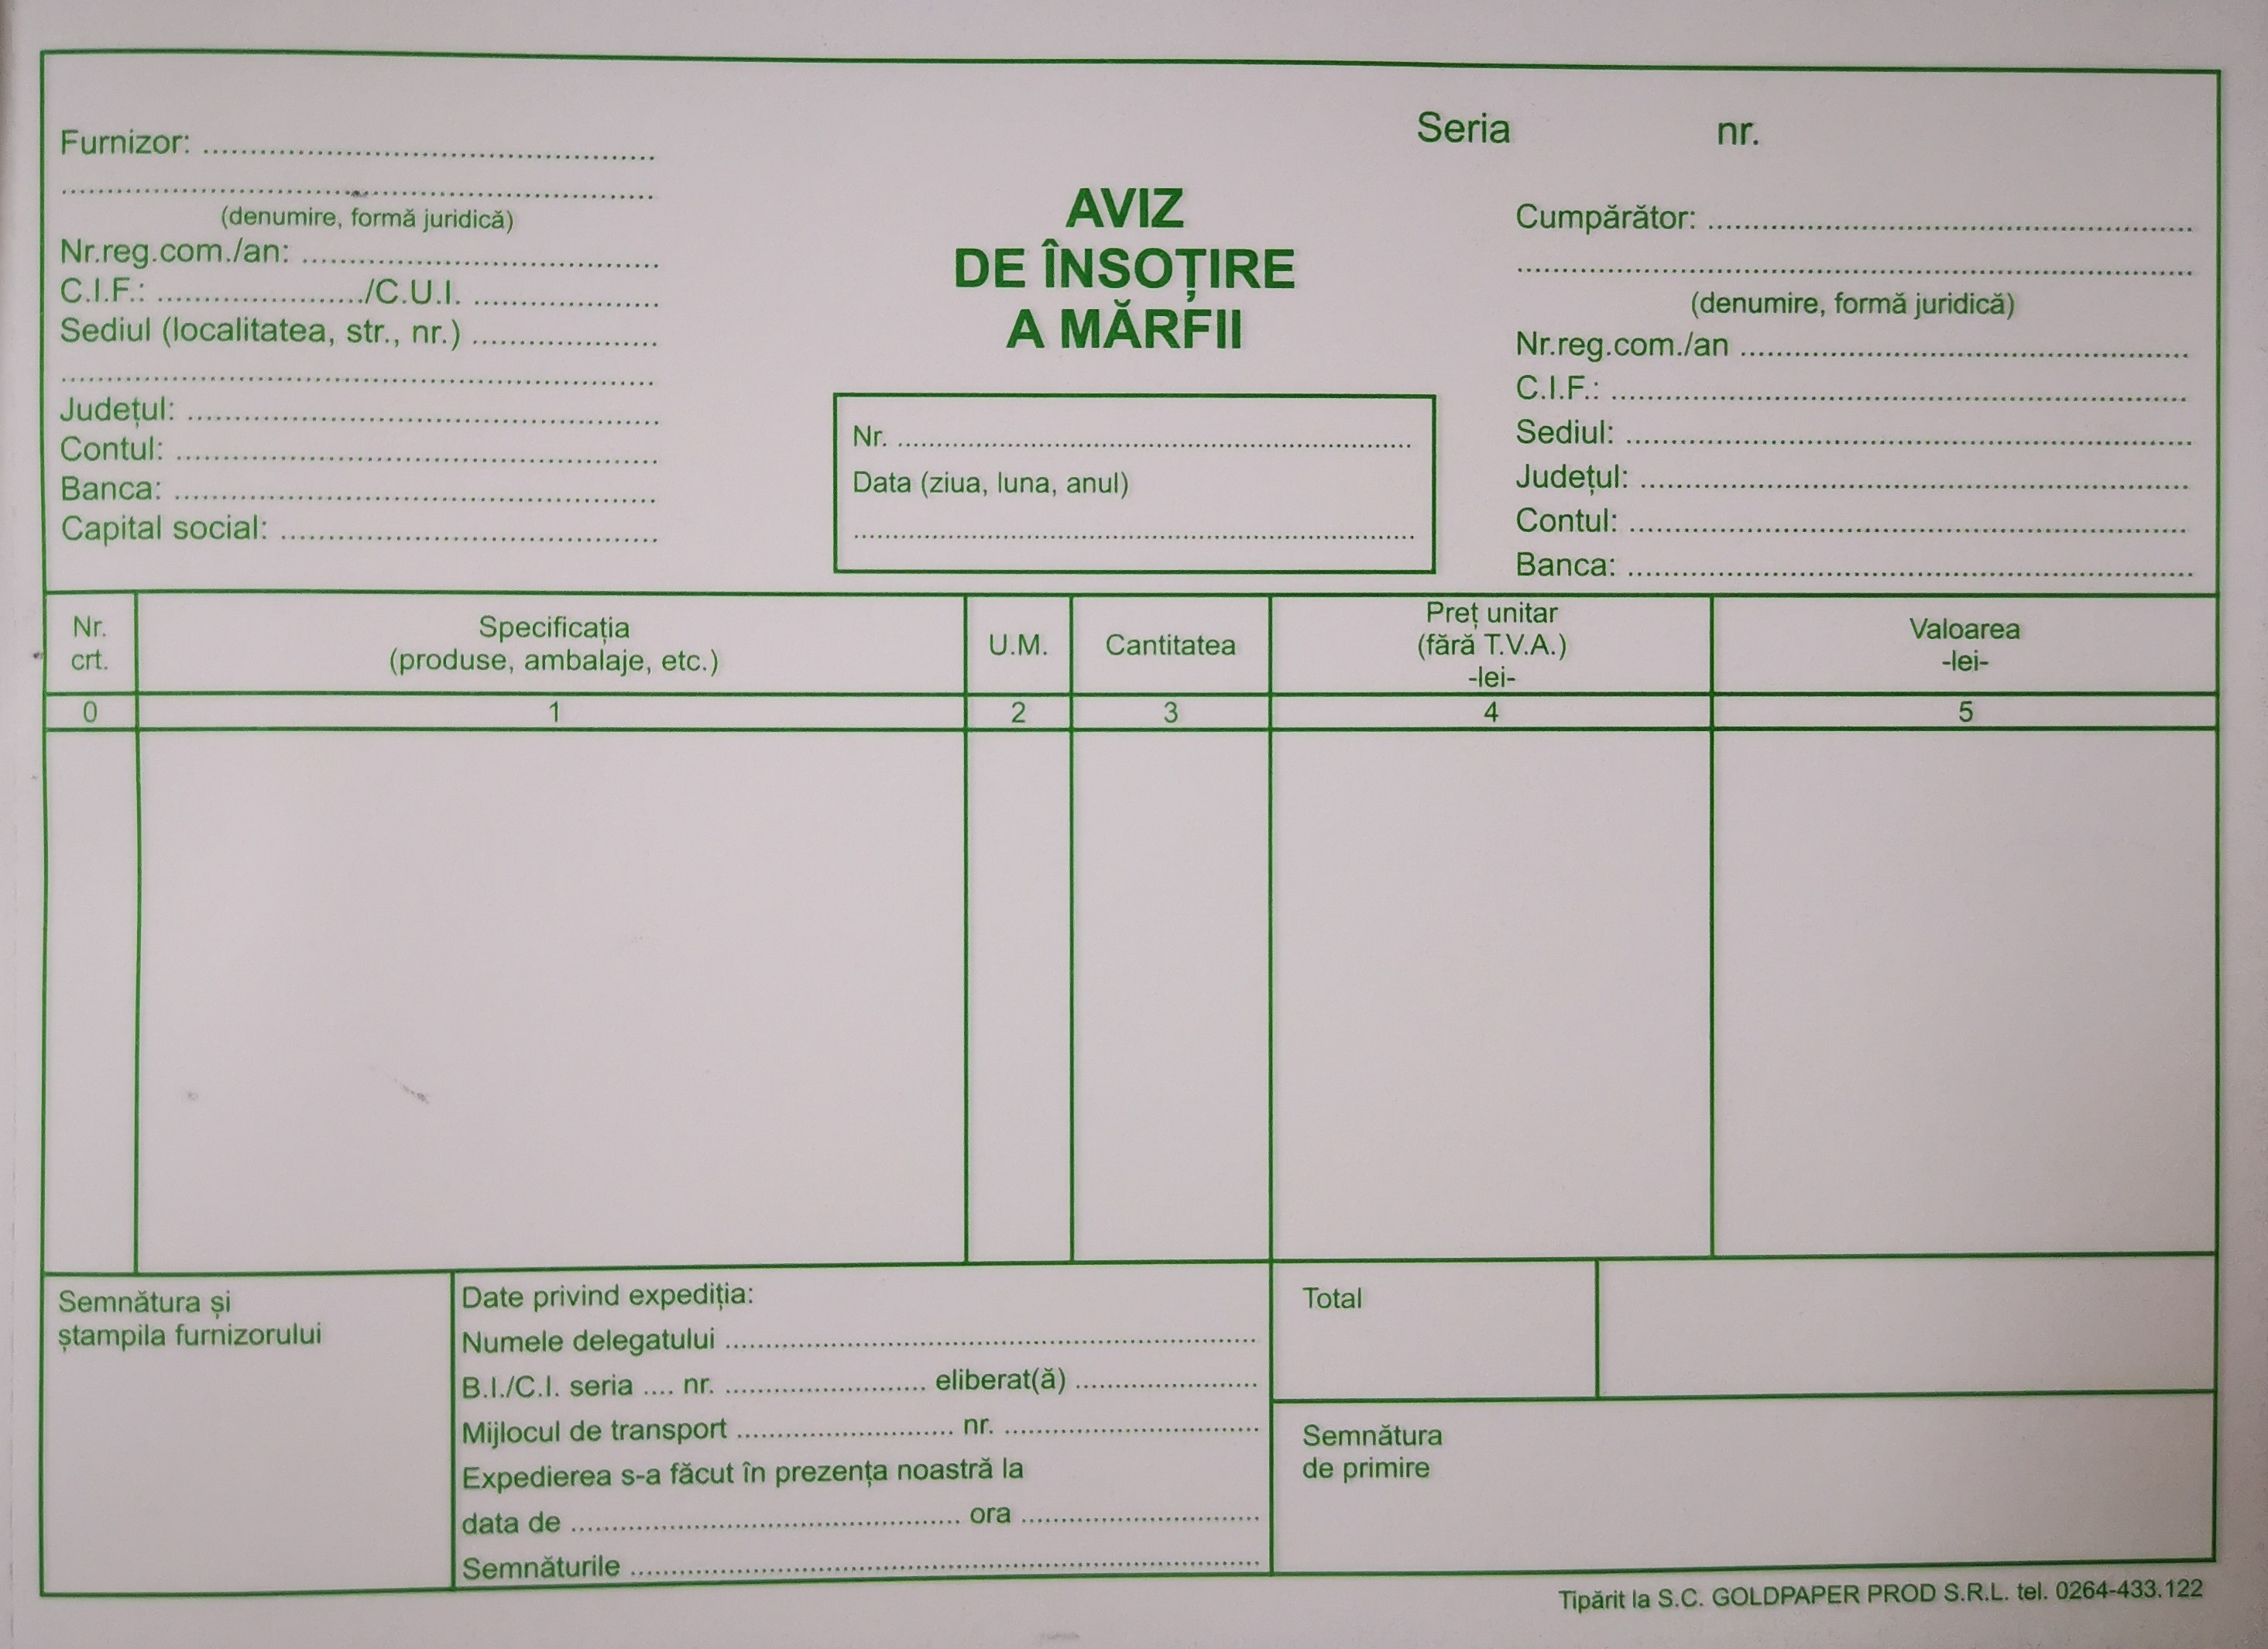 Furnizor: ..................................................
..................................................................
(denumire, formă juridică)
Nr.reg.com./an: ........................................
C.I.F.: ......................./C.U.I. ....................
Sediul (localitatea, str., nr.) ....................
..................................................................
Județul: ....................................................
Contul: .....................................................
Banca: .....................................................
Capital social: ..........................................
AVIZ
DE ÎNSOȚIRE
A MĂRFII
Nr. ..................................................................
Data (ziua, luna, anul)
........................................................................
Seria nr.
Cumpărător: ......................................................
...........................................................................
(denumire, formă juridică)
Nr.reg.com./an ..................................................
C.I.F.: ................................................................
Sediul: ...............................................................
Județul: .............................................................
Contul: ..............................................................
Banca: ...............................................................
Nr.
crt.
Specificația
(produse, ambalaje, etc.)
U.M.
Cantitatea
Preț unitar
(fără T.V.A.)
-lei-
Valoarea
-lei-
0 1 2 3 4 5
Semnătura și
ștampila furnizorului
Date privind expediția:
Numele delegatului ..................................................................
B.I./C.I. seria .... nr. ......................... eliberat(ă) .......................
Mijlocul de transport ........................... nr. ................................
Expedierea s-a făcut în prezența noastră la
data de ................................................ ora ..............................
Semnăturile ..............................................................................
Total
Semnătura
de primire
Tipărit la S.C. GOLDPAPER PROD S.R.L. tel. 0264-433.122